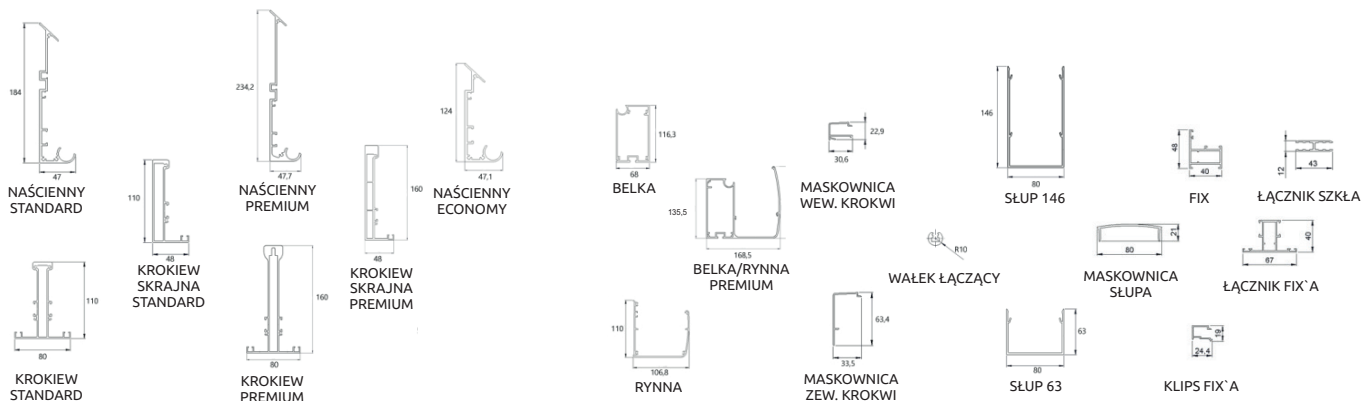 184
47
NAŚCIENNY
STANDARD
234,2
47,7
NAŚCIENNY
PREMIUM
124
47,1
NAŚCIENNY
ECONOMY
110
48
KROKIEW
SKRAJNA
STANDARD
160
48
KROKIEW
SKRAJNA
PREMIUM
110
80
KROKIEW
STANDARD
160
80
KROKIEW
PREMIUM
116,3
68
BELKA
135,5
168,5
BELKA/RYNNA
PREMIUM
110
106,8
RYNNA
22,9
30,6
MASKOWNICA
WEW. KROKWI
R10
WAŁEK ŁĄCZĄCY
63,4
33,5
MASKOWNICA
ZEW. KROKWI
146
80
SŁUP 146
63
80
SŁUP 63
48
40
FIX
12
43
ŁĄCZNIK SZKŁA
21
80
MASKOWNICA
SŁUPA
40
67
ŁĄCZNIK FIX`A
19
24,4
KLIPS FIX`A